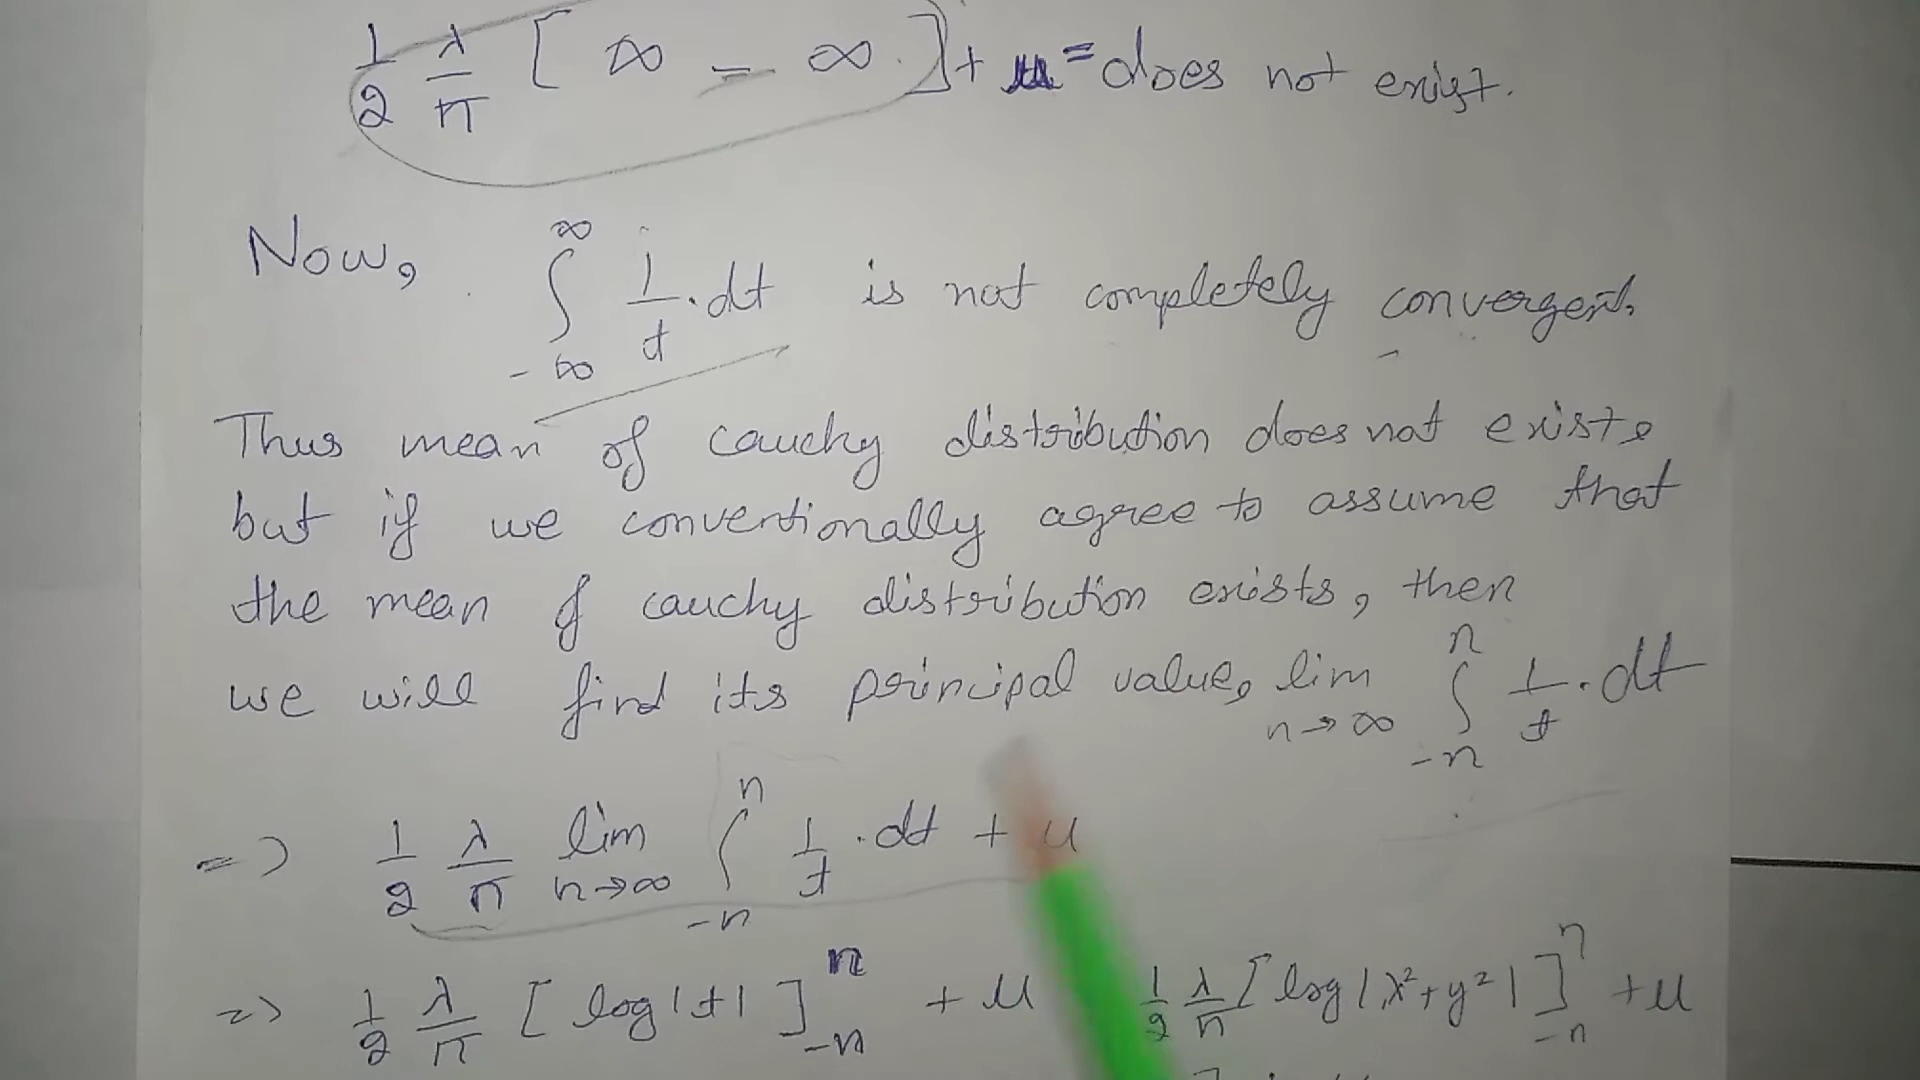 1/2 λ/π [ ∞ - ∞ ] + μ = does not exist.
Now, ∫_{-∞}^{∞} 1/t . dt is not completely convergent.
Thus mean of cauchy distribution does not exists
but if we conventionally agree to assume that
the mean of cauchy distribution exists, then
we will find its principal value, lim_{n→∞} ∫_{-n}^{n} 1/t . dt
=> 1/2 λ/π lim_{n→∞} ∫_{-n}^{n} 1/t . dt + μ
=> 1/2 λ/π [ log |t| ]_{-n}^{n} + μ 1/2 λ/π [ log |λ²+y²| ]_{-n}^{n} + μ